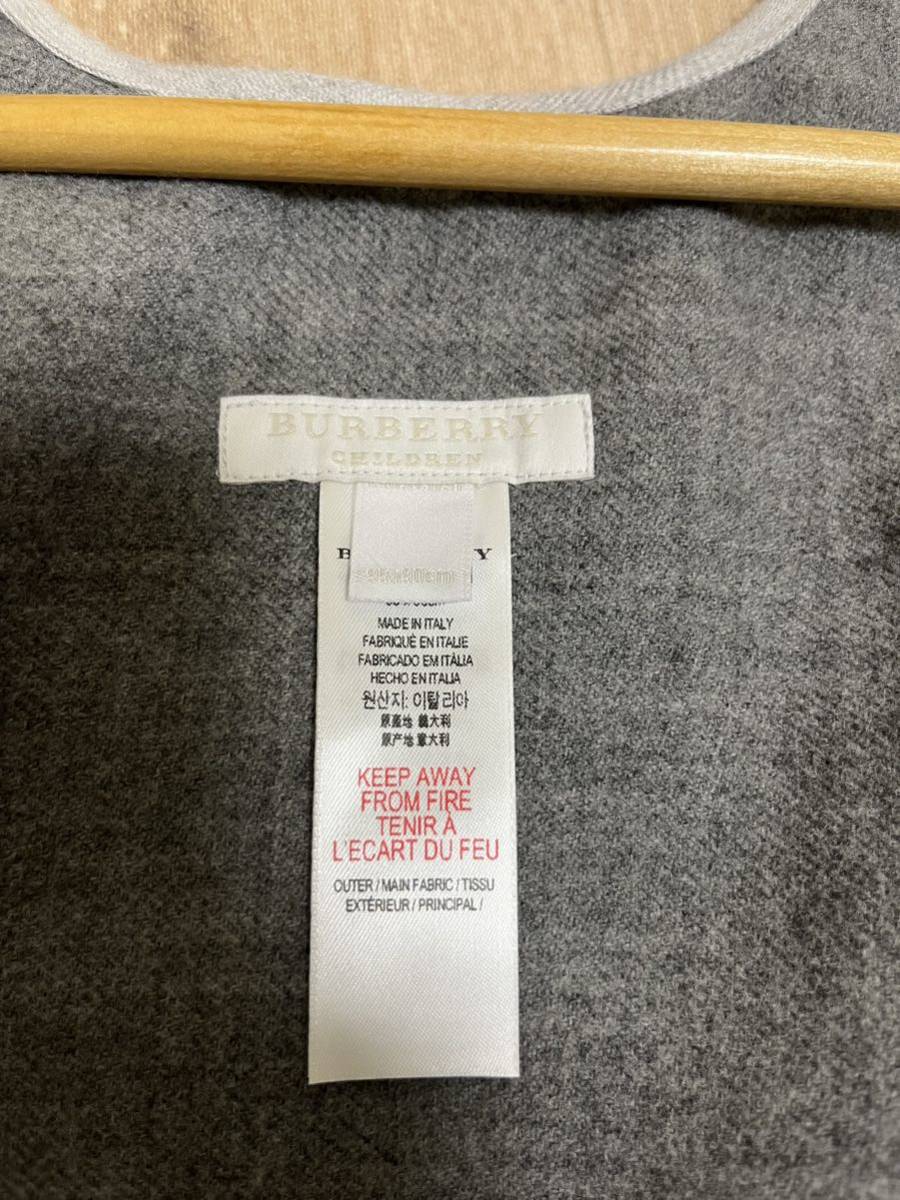 BURBERRY
CHILDREN
MADE IN ITALY
FABRIQUÉ EN ITALIE
FABRICADO EM ITÁLIA
HECHO EN ITALIA
원산지: 이탈리아
原產地 義大利
原产地 意大利
KEEP AWAY
FROM FIRE
TENIR À
L'ECART DU FEU
OUTER / MAIN FABRIC / TISSU
EXTÉRIEUR / PRINCIPAL /